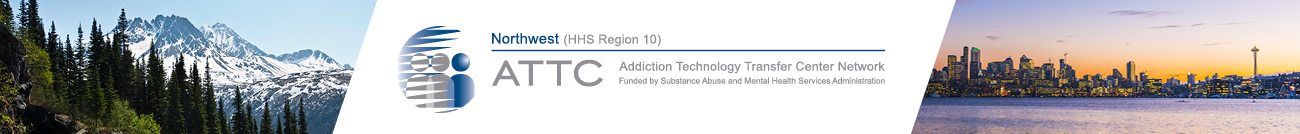 Northwest (HHS Region 10)
ATTC
Addiction Technology Transfer Center Network
Funded by Substance Abuse and Mental Health Services Administration